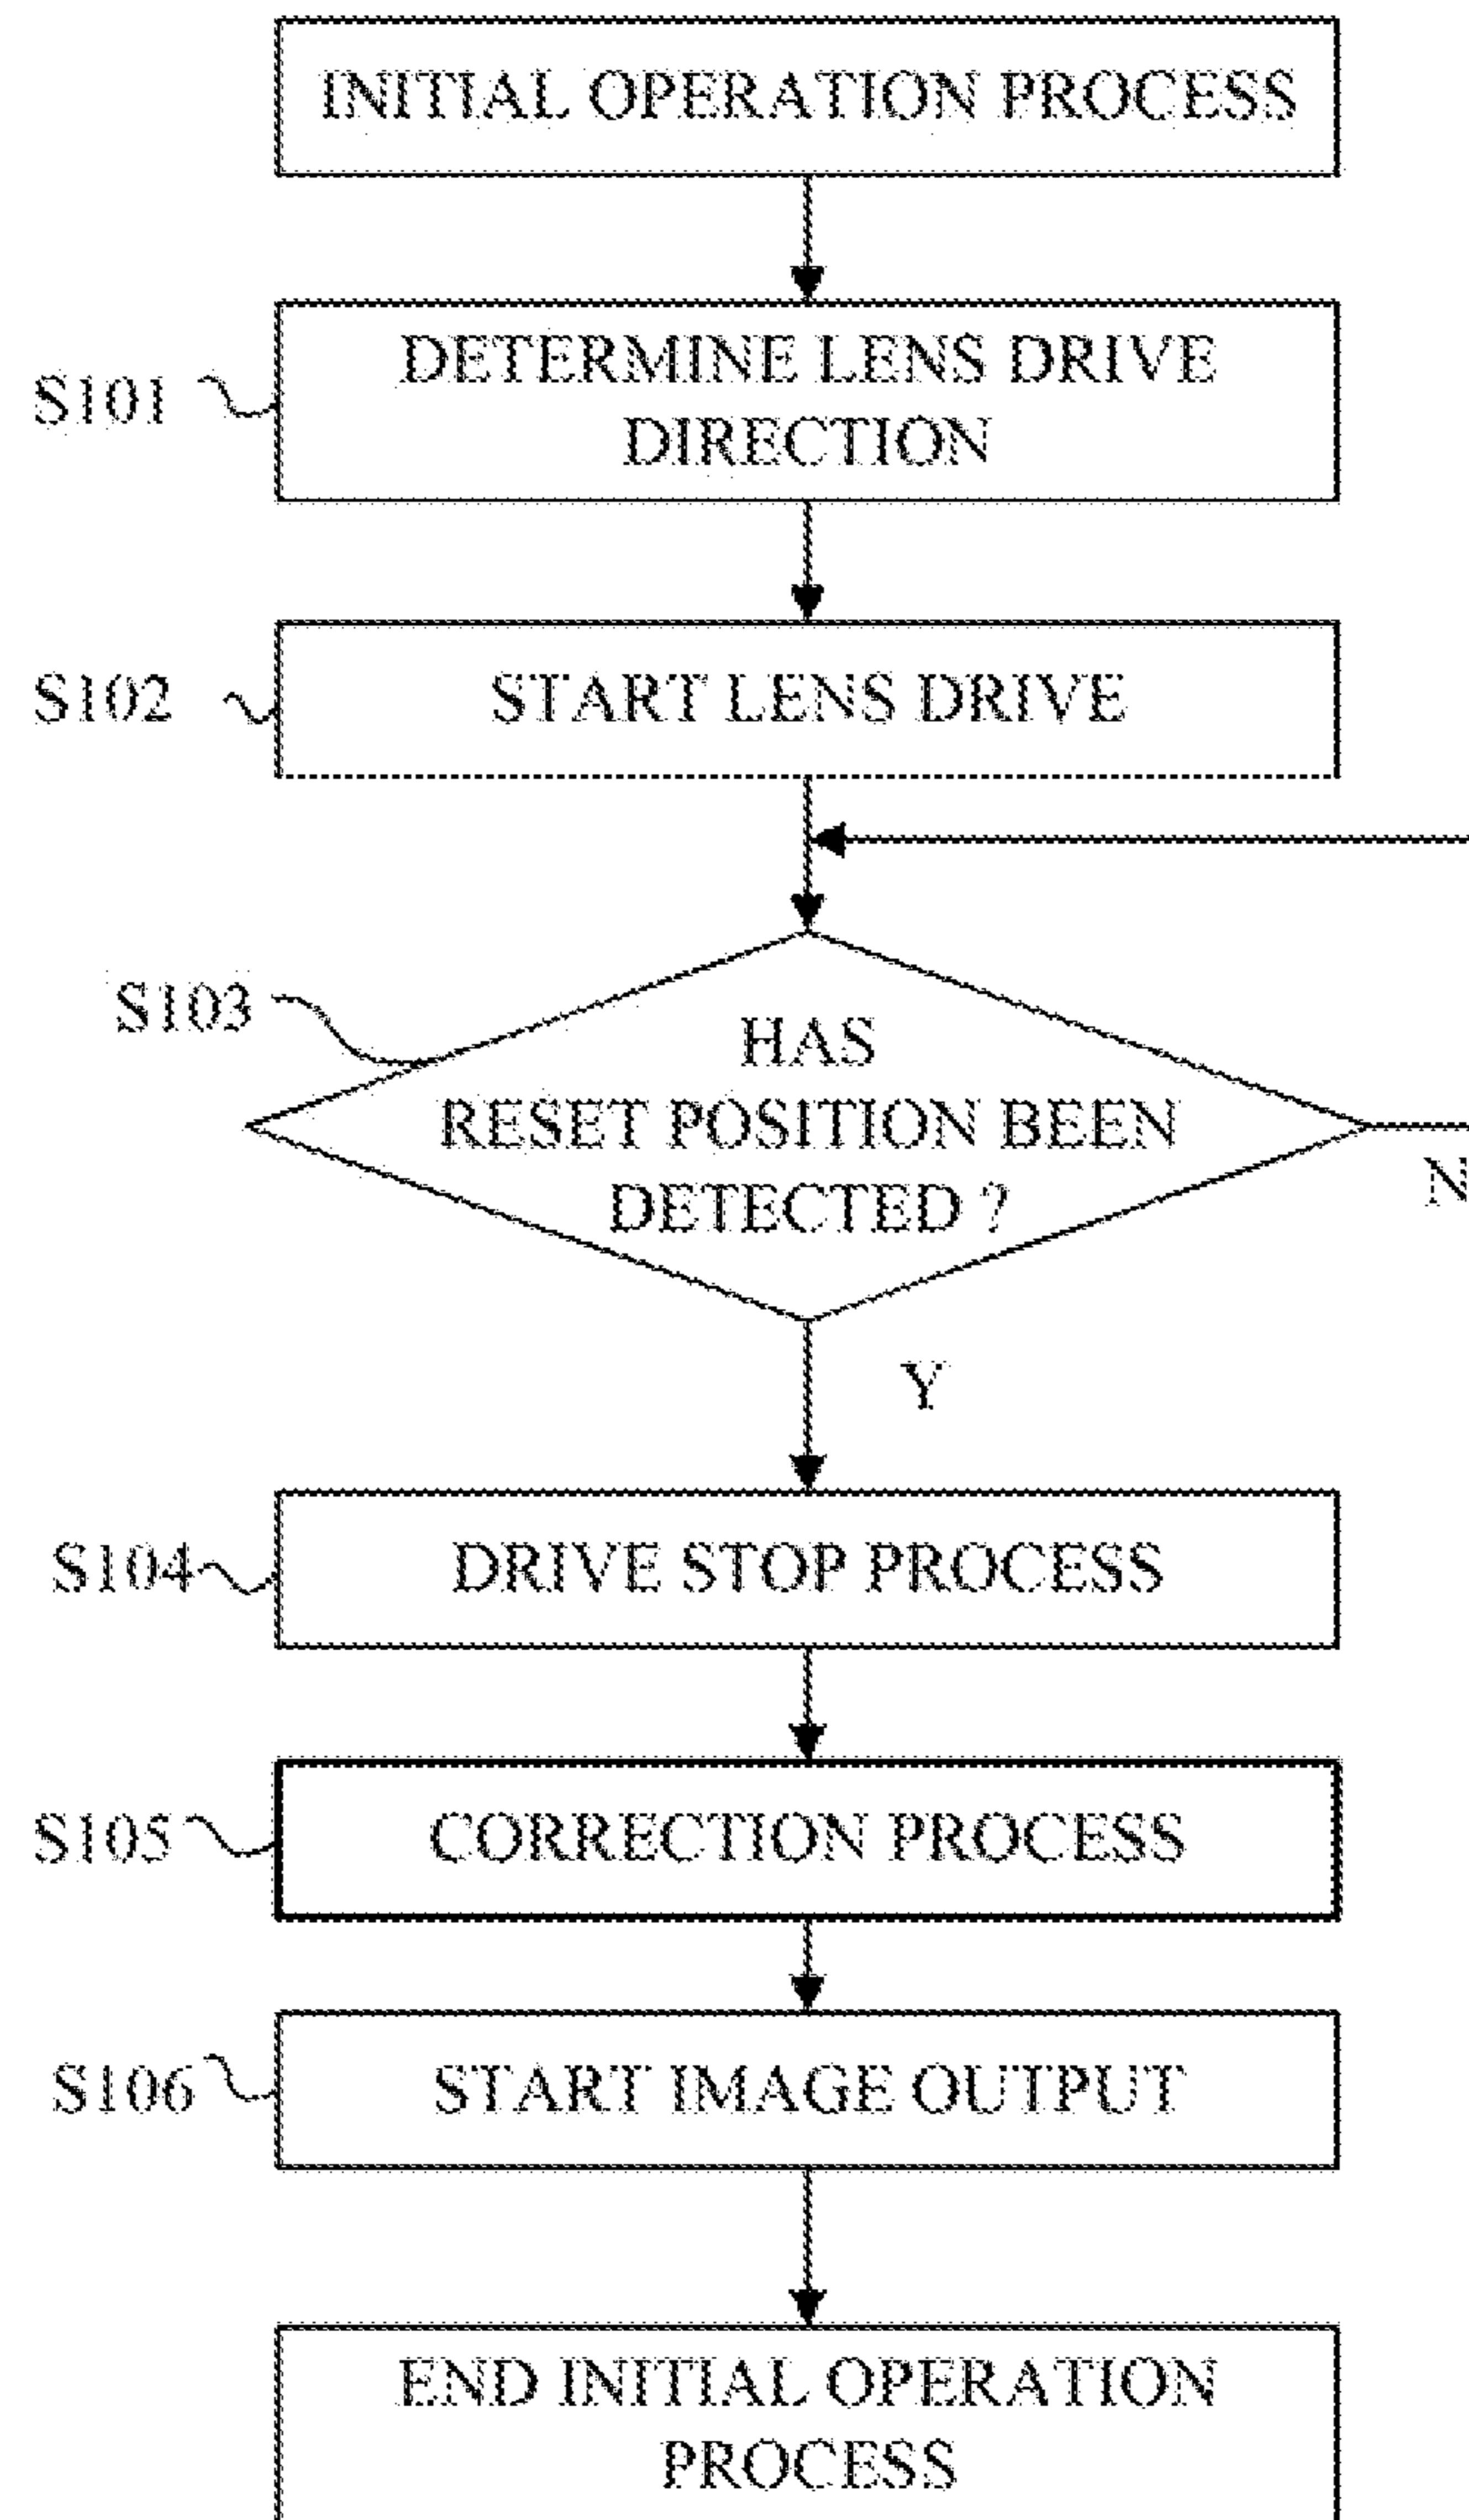 INITIAL OPERATION PROCESS
S101
DETERMINE LENS DRIVE
DIRECTION
S102
START LENS DRIVE
S103
HAS
RESET POSITION BEEN
DETECTED ?
N
Y
S104
DRIVE STOP PROCESS
S105
CORRECTION PROCESS
S106
START IMAGE OUTPUT
END INITIAL OPERATION
PROCESS